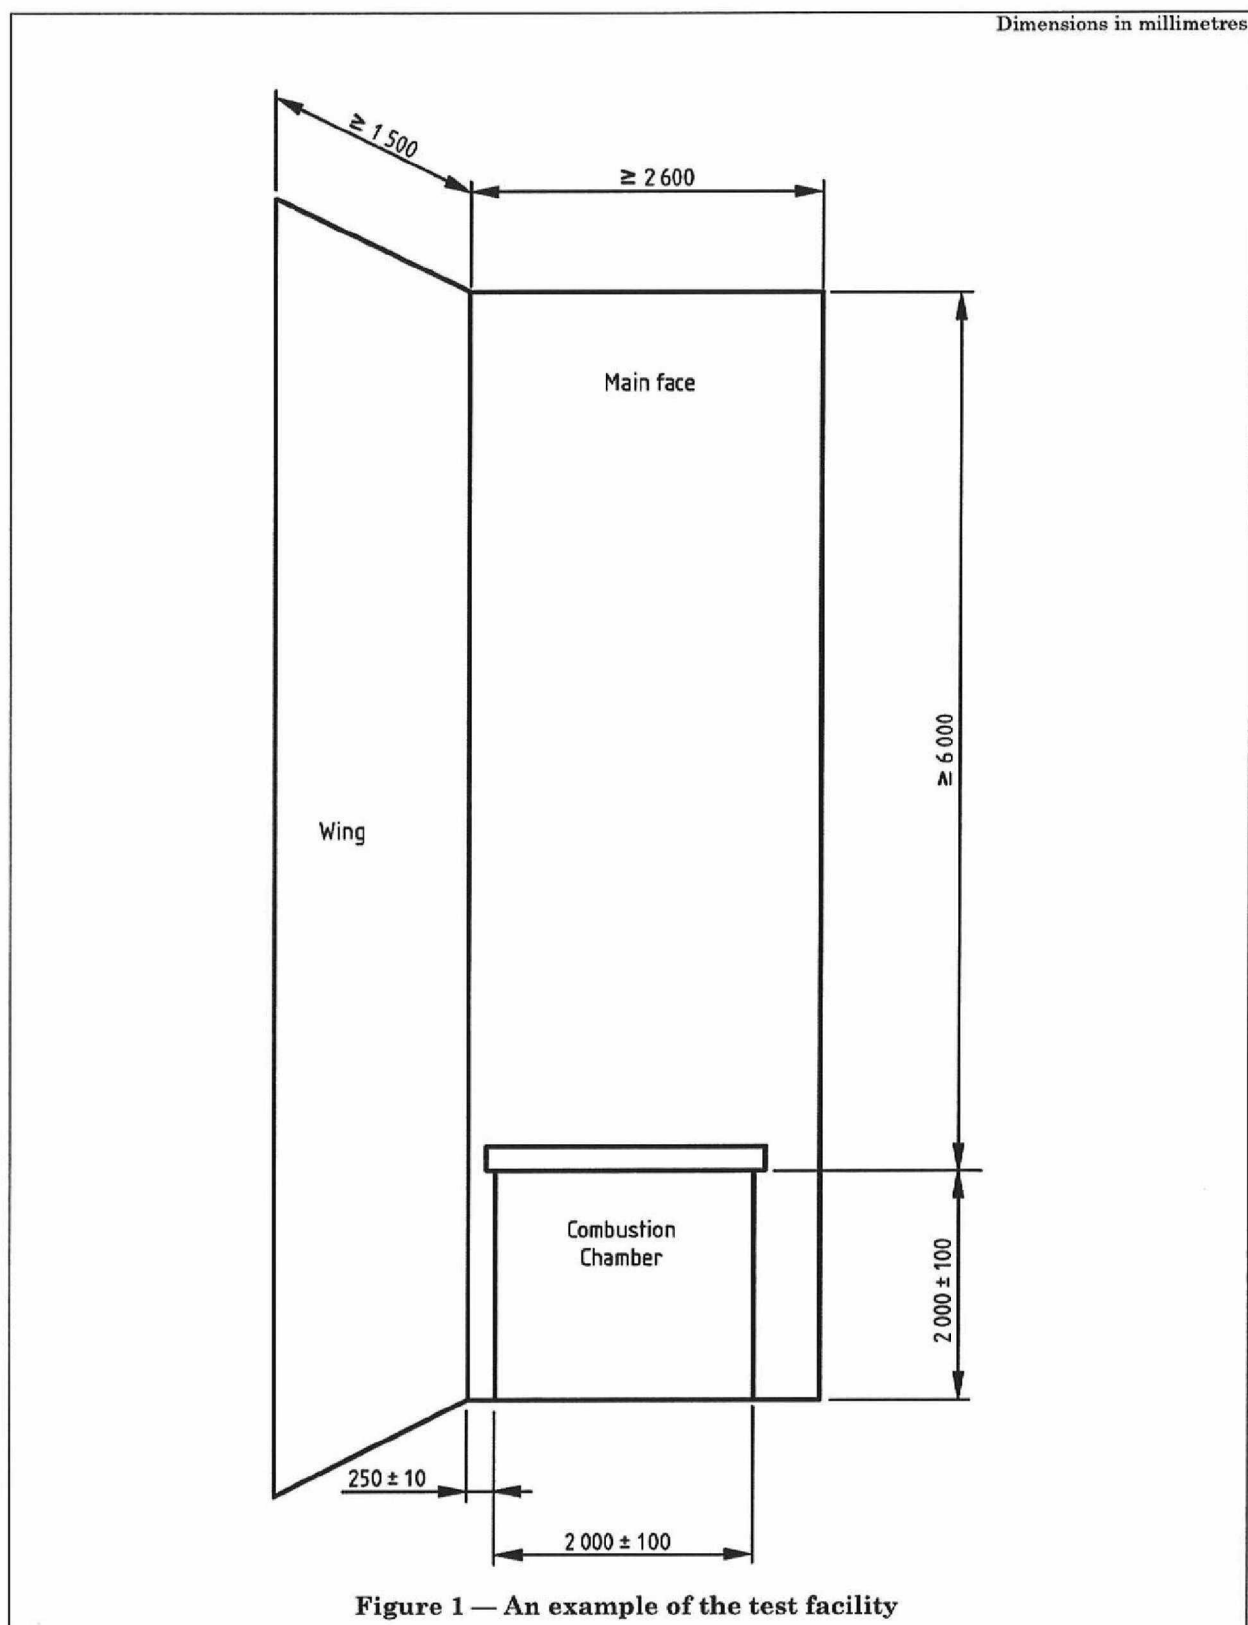 Dimensions in millimetres
≥ 1 500
≥ 2 600
Main face
≥ 6 000
Wing
Combustion
Chamber
2 000 ± 100
250 ± 10
2 000 ± 100
Figure 1 — An example of the test facility